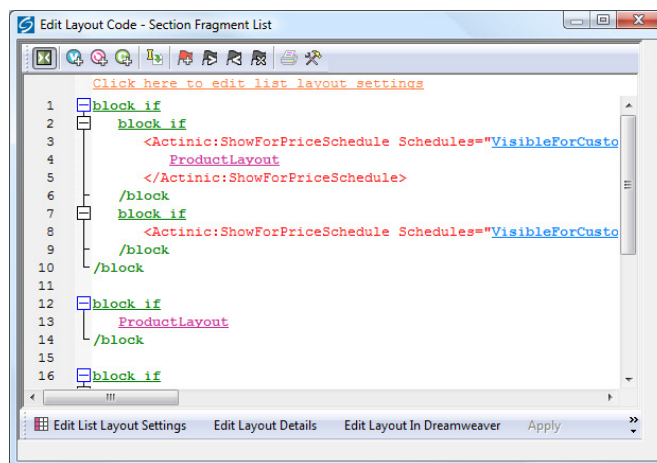 Edit Layout Code - Section Fragment List
Click here to edit list layout settings
1 block if
2 block if
3 <Actinic:ShowForPriceSchedule Schedules="VisibleForCusto
4 ProductLayout
5 </Actinic:ShowForPriceSchedule>
6 /block
7 block if
8 <Actinic:ShowForPriceSchedule Schedules="VisibleForCusto
9 /block
10 /block
11
12 block if
13 ProductLayout
14 /block
15
16 block if
Edit List Layout Settings Edit Layout Details Edit Layout In Dreamweaver Apply